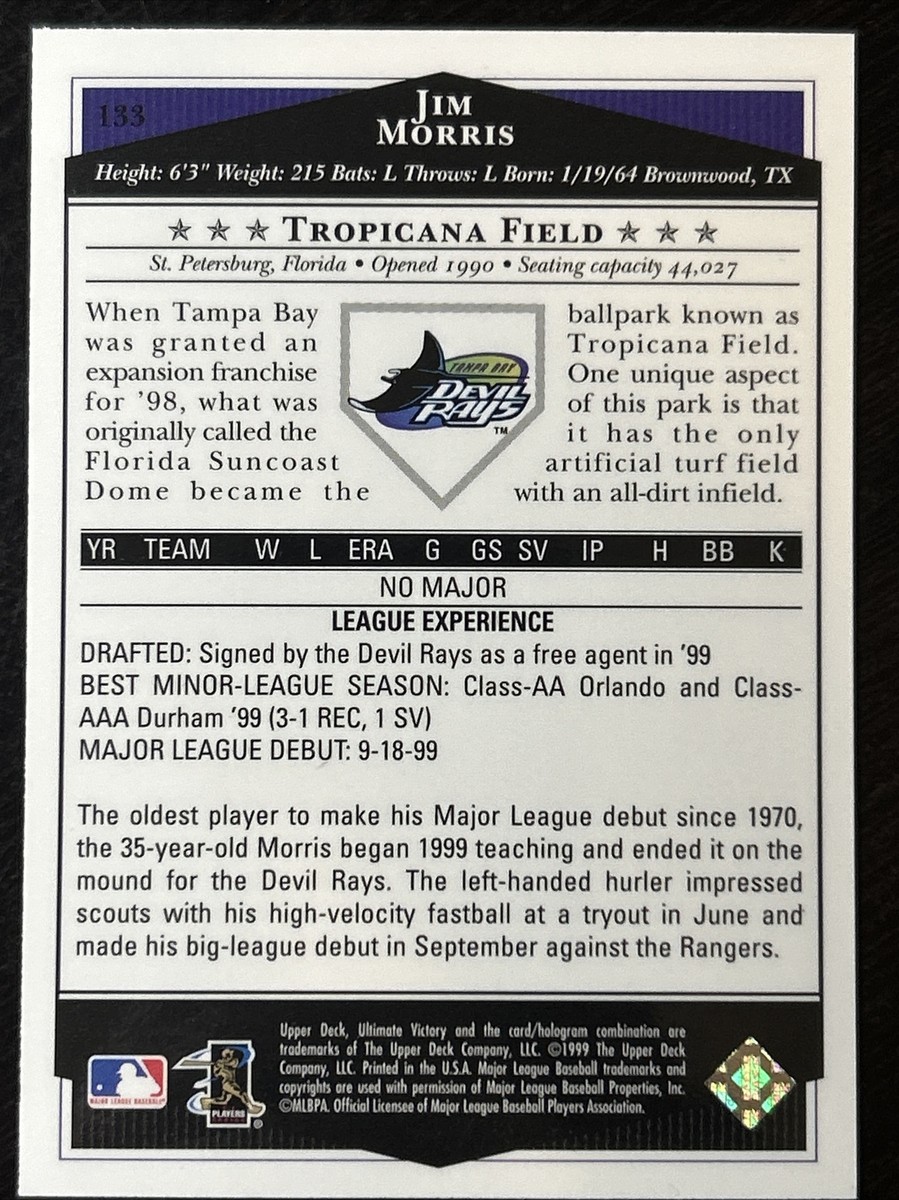 133
JIM
MORRIS
Height: 6'3" Weight: 215 Bats: L Throws: L Born: 1/19/64 Brownwood, TX
TROPICANA FIELD
St. Petersburg, Florida • Opened 1990 • Seating capacity 44,027
When Tampa Bay
was granted an
expansion franchise
for '98, what was
originally called the
Florida Suncoast
Dome became the
TAMPA BAY
DEVIL
RAYS
TM
ballpark known as
Tropicana Field.
One unique aspect
of this park is that
it has the only
artificial turf field
with an all-dirt infield.
YR TEAM W L ERA G GS SV IP H BB K
NO MAJOR
LEAGUE EXPERIENCE
DRAFTED: Signed by the Devil Rays as a free agent in '99
BEST MINOR-LEAGUE SEASON: Class-AA Orlando and Class-
AAA Durham '99 (3-1 REC, 1 SV)
MAJOR LEAGUE DEBUT: 9-18-99
The oldest player to make his Major League debut since 1970,
the 35-year-old Morris began 1999 teaching and ended it on the
mound for the Devil Rays. The left-handed hurler impressed
scouts with his high-velocity fastball at a tryout in June and
made his big-league debut in September against the Rangers.
Upper Deck, Ultimate Victory and the card/hologram combination are
trademarks of The Upper Deck Company, LLC. ©1999 The Upper Deck
Company, LLC. Printed in the U.S.A. Major League Baseball trademarks and
copyrights are used with permission of Major League Baseball Properties, Inc.
©MLBPA. Official Licensee of Major League Baseball Players Association.
MAJOR LEAGUE BASEBALL
PLAYERS
®